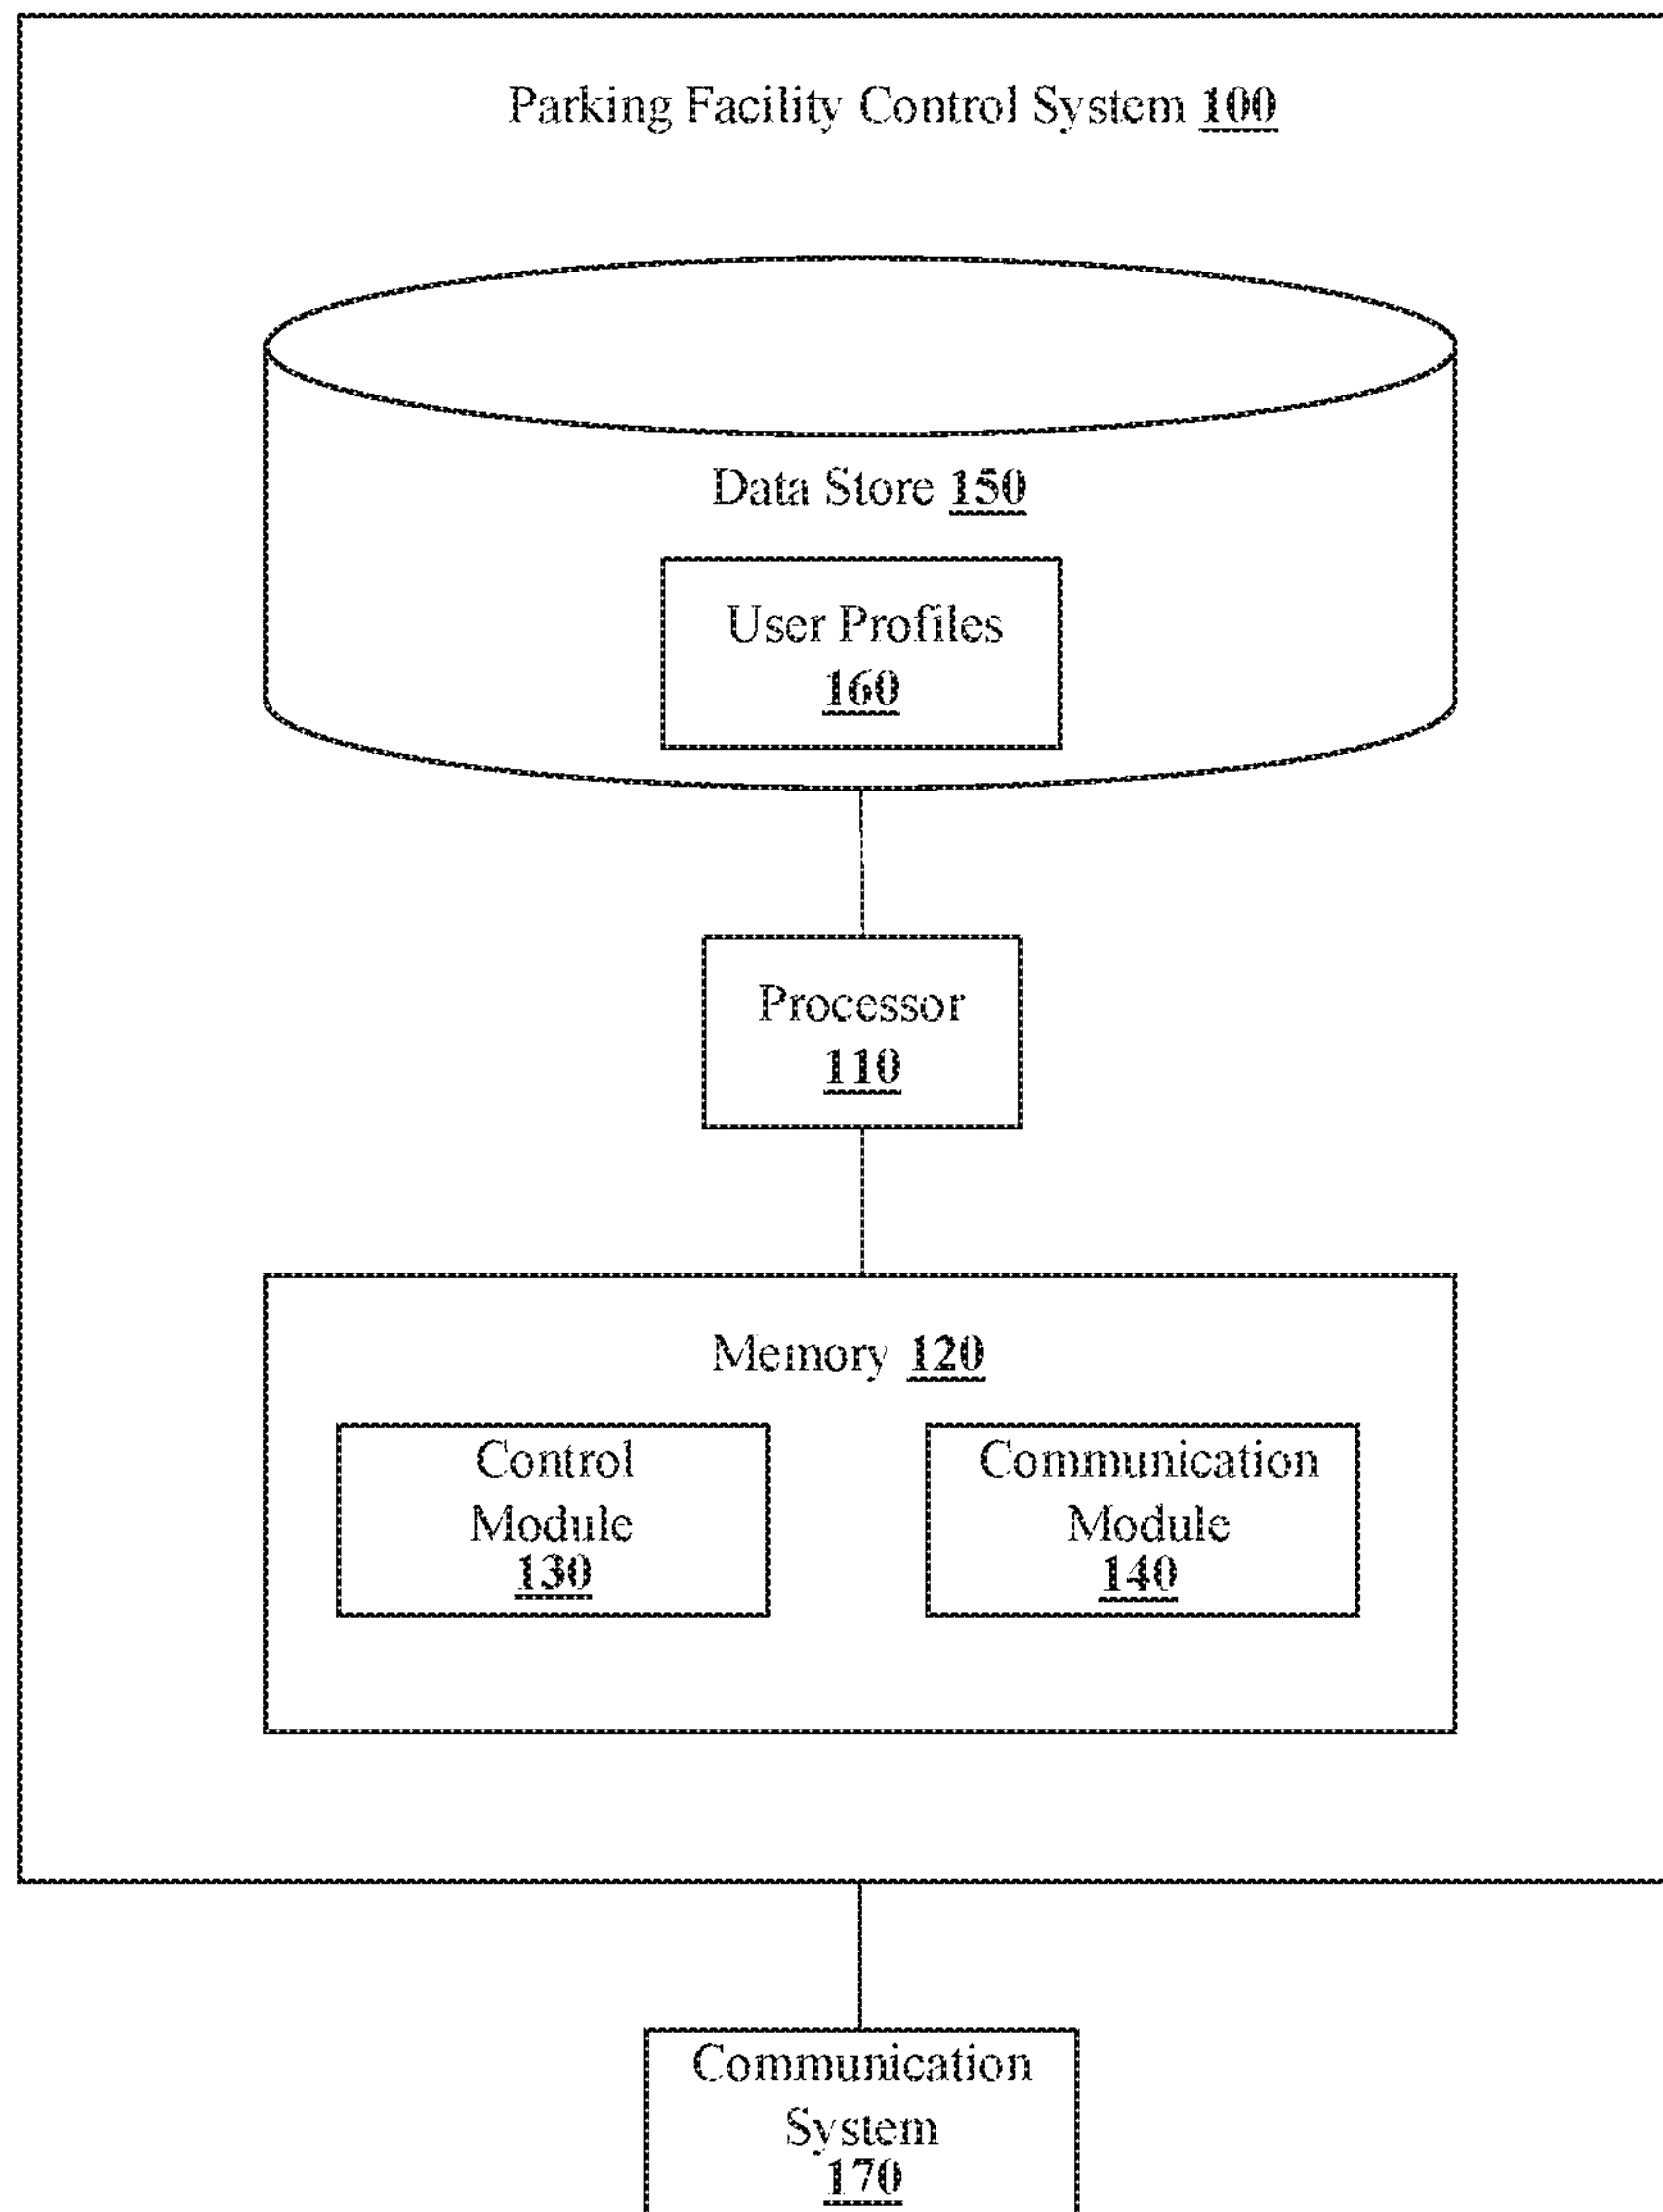 Parking Facility Control System 100
Data Store 150
User Profiles
160
Processor
110
Memory 120
Control
Module
130
Communication
Module
140
Communication
System
170